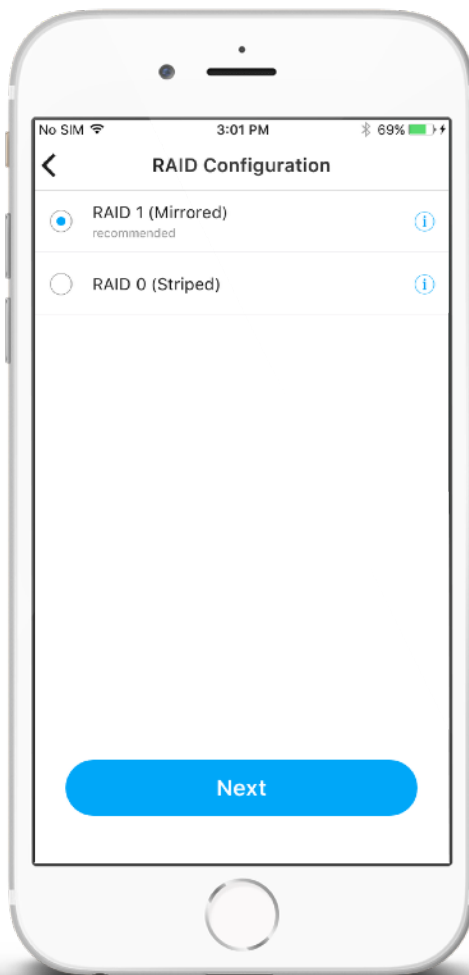 No SIM 3:01 PM 69%
RAID Configuration
RAID 1 (Mirrored)
recommended
RAID 0 (Striped)
Next